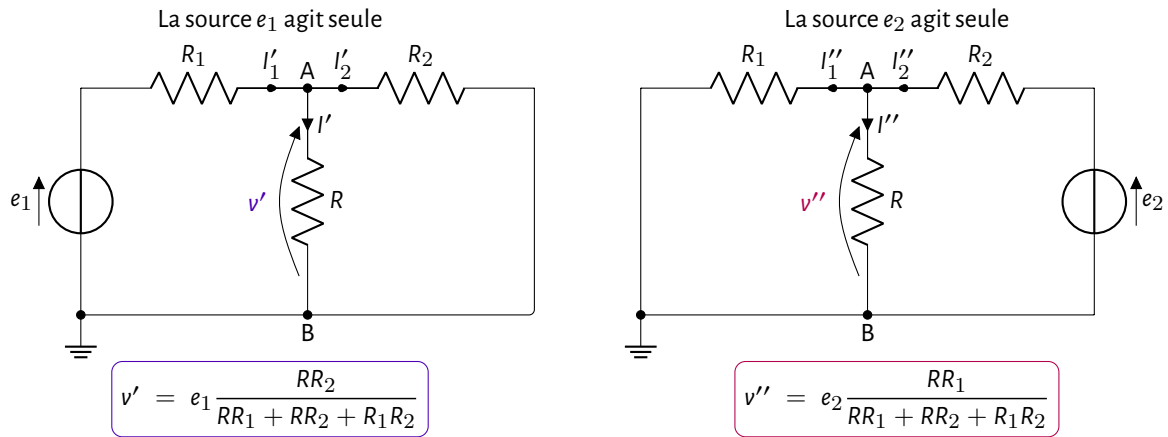 La source e₁ agit seule
R₁ I′₁ A I′₂ R₂
I′
e₁ v′ R
B
v′ = e₁ RR₂ / (RR₁ + RR₂ + R₁R₂)
La source e₂ agit seule
R₁ I″₁ A I″₂ R₂
I″
v″ R e₂
B
v″ = e₂ RR₁ / (RR₁ + RR₂ + R₁R₂)